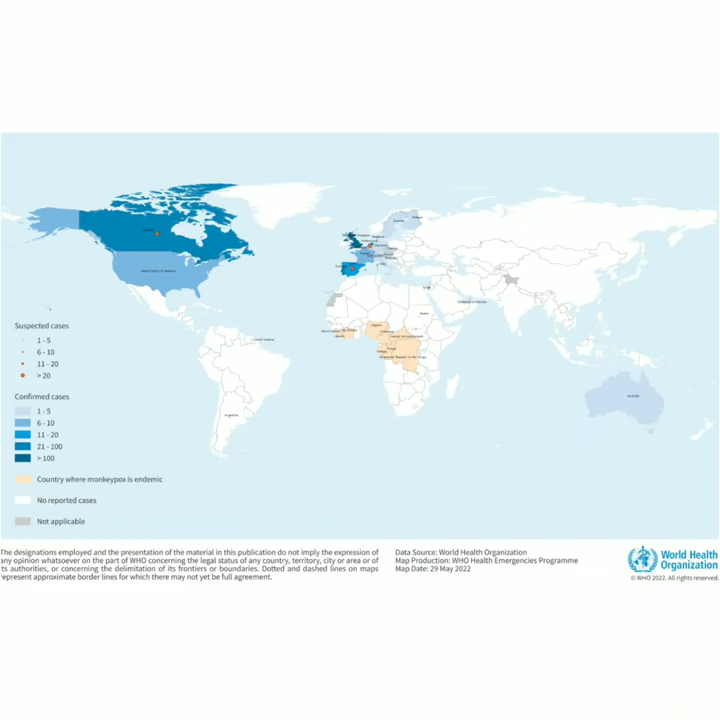 United States of America
Australia
Argentina
Democratic Republic of the Congo
Suspected cases
1 - 5
6 - 10
11 - 20
> 20
Confirmed cases
1 - 5
6 - 10
11 - 20
21 - 100
> 100
Country where monkeypox is endemic
No reported cases
Not applicable
The designations employed and the presentation of the material in this publication do not imply the expression of
any opinion whatsoever on the part of WHO concerning the legal status of any country, territory, city or area or of
its authorities, or concerning the delimitation of its frontiers or boundaries. Dotted and dashed lines on maps
represent approximate border lines for which there may not yet be full agreement.
Data Source: World Health Organization
Map Production: WHO Health Emergencies Programme
Map Date: 29 May 2022
World Health
Organization
© WHO 2022. All rights reserved.